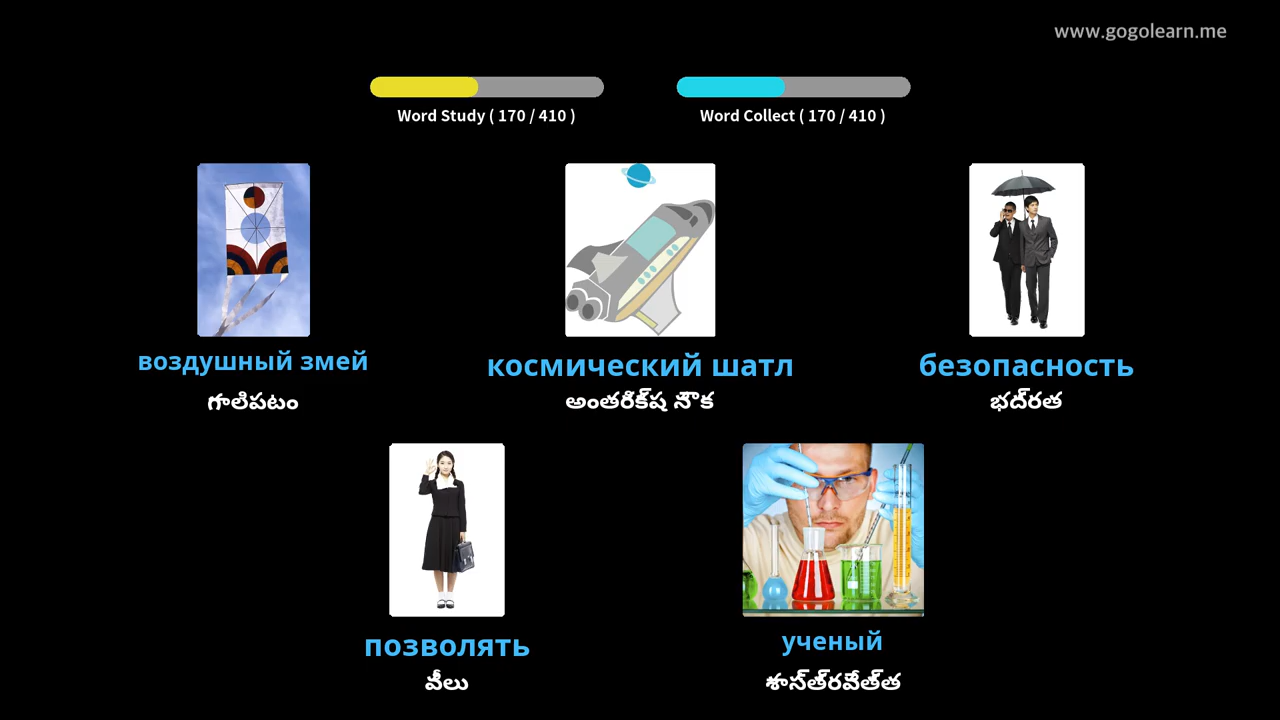 www.gogolearn.me
Word Study ( 170 / 410 )
Word Collect ( 170 / 410 )
воздушный змей
గాలిపటం
космический шатл
అంతరిక్ష నౌక
безопасность
భద్రత
позволять
వీలు
ученый
శాస్త్రవేత్త